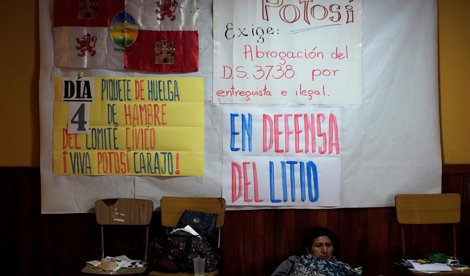 POTOSÍ
Potosí
Exige:
Abrogación del
D.S. 3738 por
entreguista e ilegal.
DÍA
4
PIQUETE DE HUELGA
DE HAMBRE
DEL COMITÉ CÍVICO
¡VIVA POTOSÍ CARAJO!
EN DEFENSA
DEL LITIO